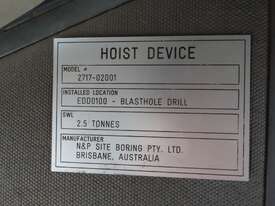 HOIST DEVICE
MODEL #
2717-02001
INSTALLED LOCATION
EDD0100 - BLASTHOLE DRILL
SWL
2.5 TONNES
MANUFACTURER
N&P SITE BORING PTY. LTD.
BRISBANE, AUSTRALIA